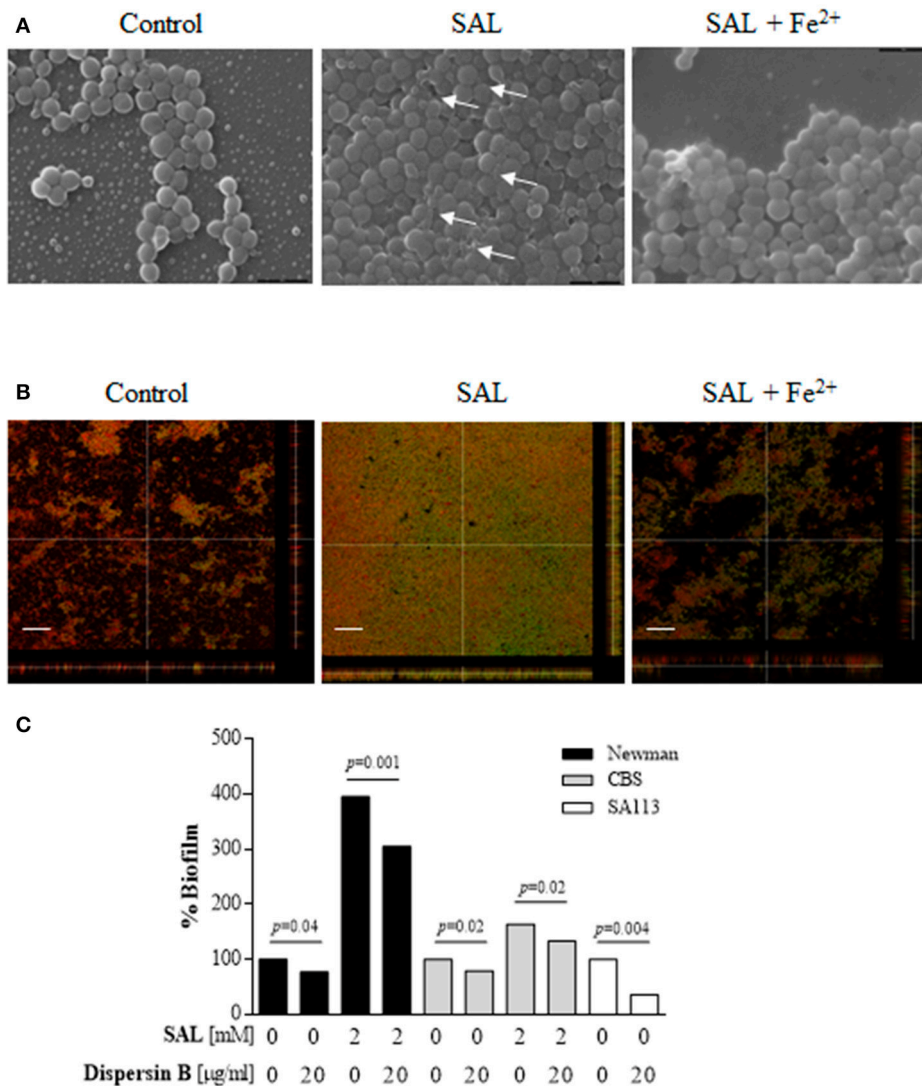 A
Control
SAL
SAL + Fe²⁺
B
Control
SAL
SAL + Fe²⁺
C
500
400
300
200
100
0
% Biofilm
p=0.04
p=0.001
p=0.02
p=0.02
p=0.004
Newman
CBS
SA113
SAL [mM] 0 0 2 2 0 0 2 2 0 0
Dispersin B [μg/ml] 0 20 0 20 0 20 0 20 0 20